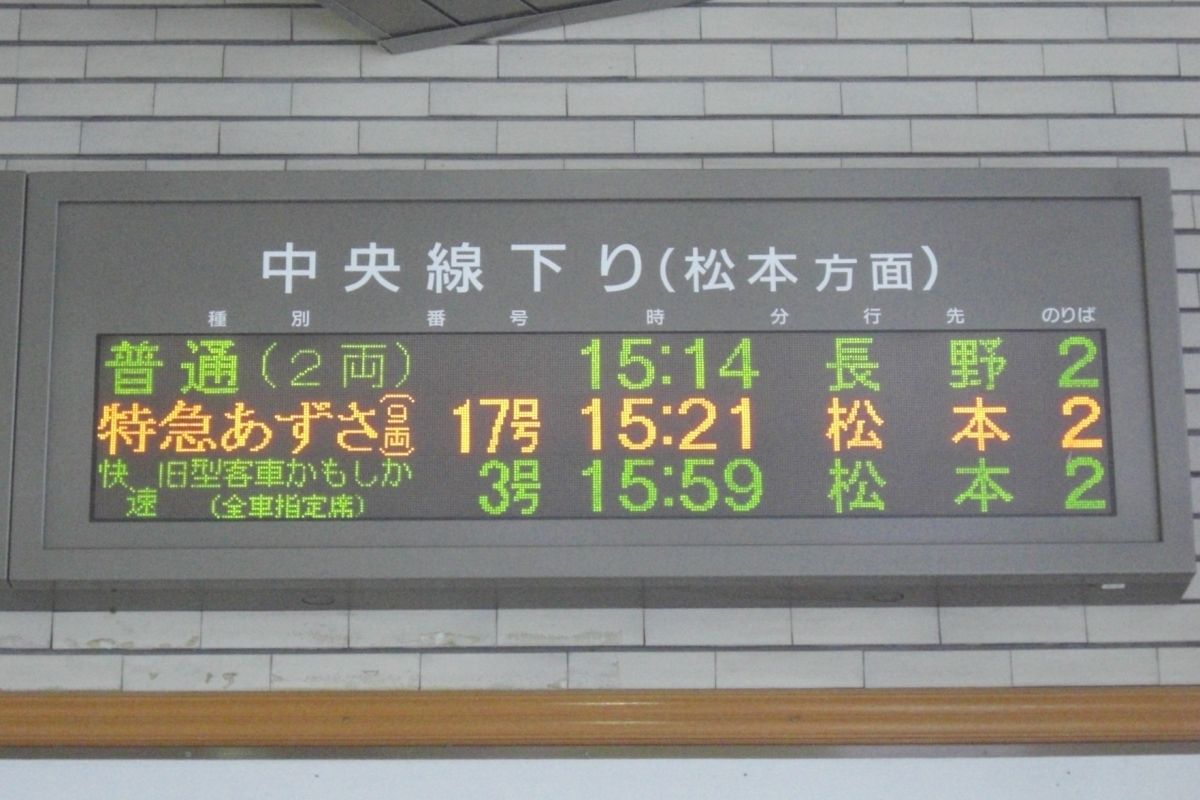 中央線下り(松本方面)
種別 番号 時 分 行先 のりば
普通(2両) 15:14 長野 2
特急あずさ(9両) 17号 15:21 松本 2
快速 旧型客車かもしか(全車指定席) 3号 15:59 松本 2